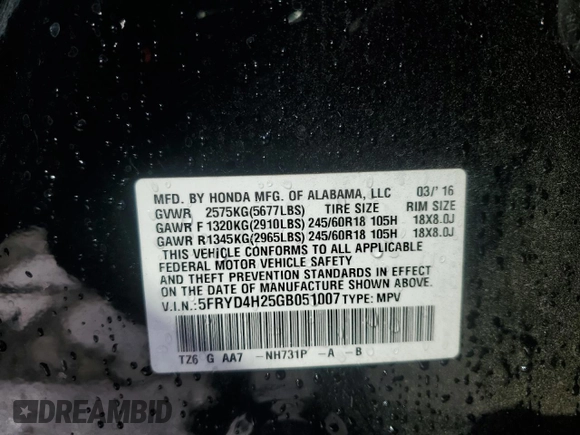 MFD. BY HONDA MFG. OF ALABAMA, LLC 03/'16
GVWR 2575KG(5677LBS) TIRE SIZE RIM SIZE
GAWR F 1320KG(2910LBS) 245/60R18 105H 18X8.0J
GAWR R1345KG(2965LBS) 245/60R18 105H 18X8.0J
THIS VEHICLE CONFORMS TO ALL APPLICABLE
FEDERAL MOTOR VEHICLE SAFETY
AND THEFT PREVENTION STANDARDS IN EFFECT
ON THE DATE OF MANUFACTURE SHOWN ABOVE.
V.I.N.:5FRYD4H25GB051007 TYPE: MPV
TZ6 G AA7 -NH731P -A -B
DREAMBID